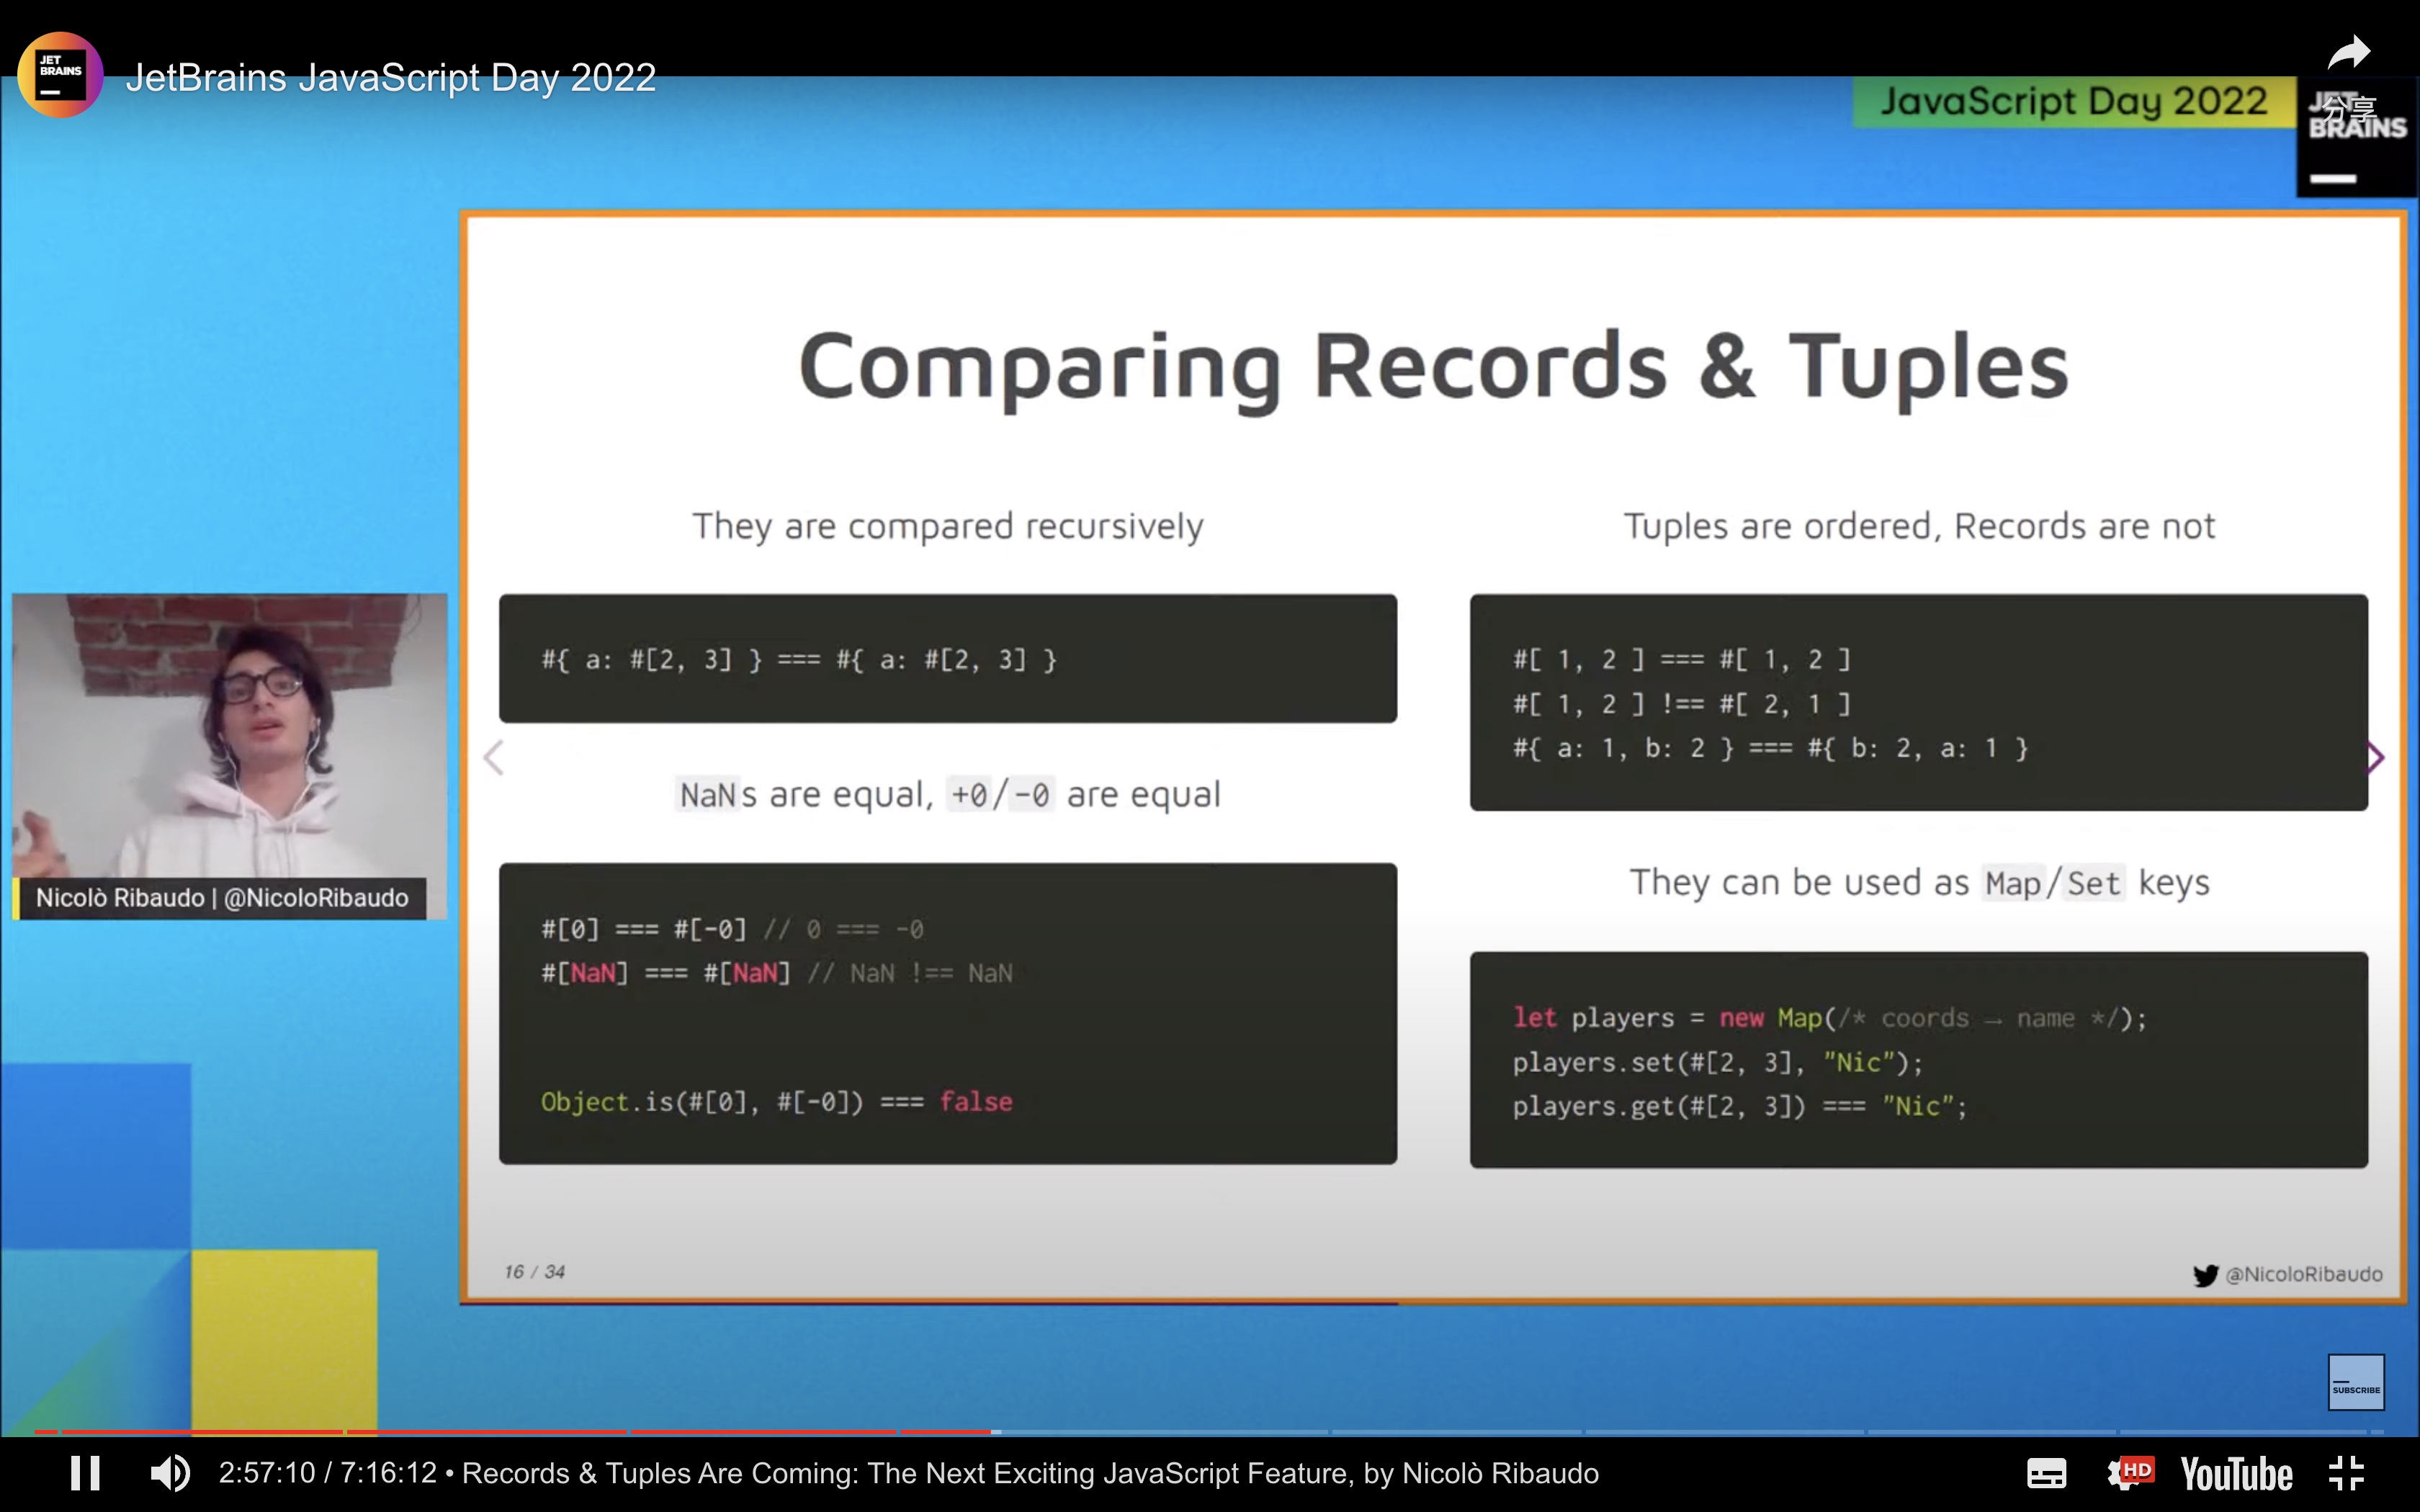 JET
BRAINS
JetBrains JavaScript Day 2022
JavaScript Day 2022
JET
BRAINS
分享
Comparing Records & Tuples
They are compared recursively
#{ a: #[2, 3] } === #{ a: #[2, 3] }
NaNs are equal, +0/-0 are equal
#[0] === #[-0] // 0 === -0
#[NaN] === #[NaN] // NaN !== NaN
Object.is(#[0], #[-0]) === false
Tuples are ordered, Records are not
#[ 1, 2 ] === #[ 1, 2 ]
#[ 1, 2 ] !== #[ 2, 1 ]
#{ a: 1, b: 2 } === #{ b: 2, a: 1 }
They can be used as Map/Set keys
let players = new Map(/* coords → name */);
players.set(#[2, 3], "Nic");
players.get(#[2, 3]) === "Nic";
Nicolò Ribaudo | @NicoloRibaudo
16 / 34
@NicoloRibaudo
SUBSCRIBE
2:57:10 / 7:16:12 • Records & Tuples Are Coming: The Next Exciting JavaScript Feature, by Nicolò Ribaudo
HD
YouTube